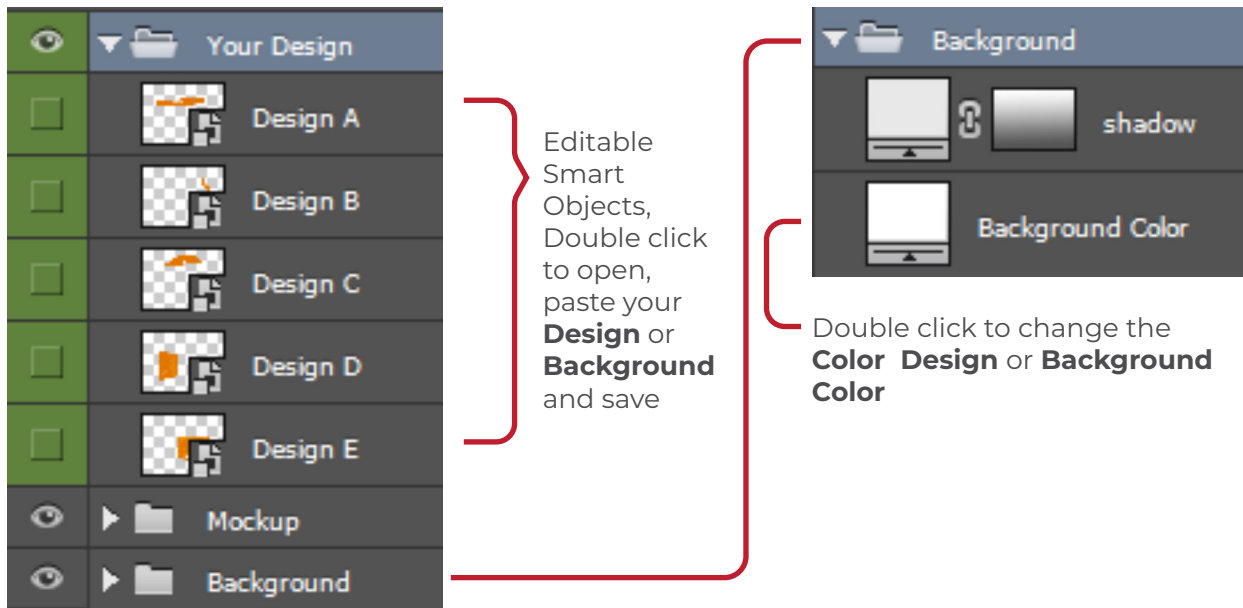 Your Design
Design A
Design B
Design C
Design D
Design E
Mockup
Background
Editable
Smart
Objects,
Double click
to open,
paste your
Design or
Background
and save
Background
shadow
Background Color
Double click to change the
Color  Design or Background
Color